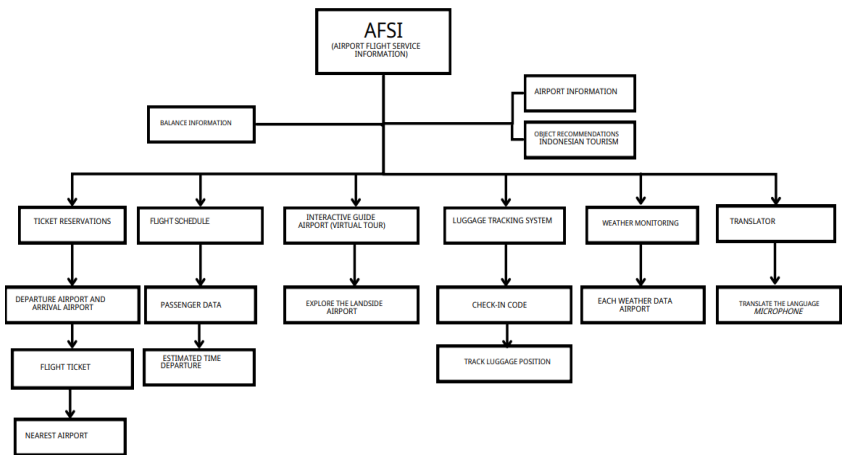 AFSI
(AIRPORT FLIGHT SERVICE
INFORMATION)
BALANCE INFORMATION
AIRPORT INFORMATION
OBJECT RECOMMENDATIONS
INDONESIAN TOURISM
TICKET RESERVATIONS
FLIGHT SCHEDULE
INTERACTIVE GUIDE
AIRPORT (VIRTUAL TOUR)
LUGGAGE TRACKING SYSTEM
WEATHER MONITORING
TRANSLATOR
DEPARTURE AIRPORT AND
ARRIVAL AIRPORT
PASSENGER DATA
EXPLORE THE LANDSIDE
AIRPORT
CHECK-IN CODE
EACH WEATHER DATA
AIRPORT
TRANSLATE THE LANGUAGE
MICROPHONE
FLIGHT TICKET
ESTIMATED TIME
DEPARTURE
TRACK LUGGAGE POSITION
NEAREST AIRPORT